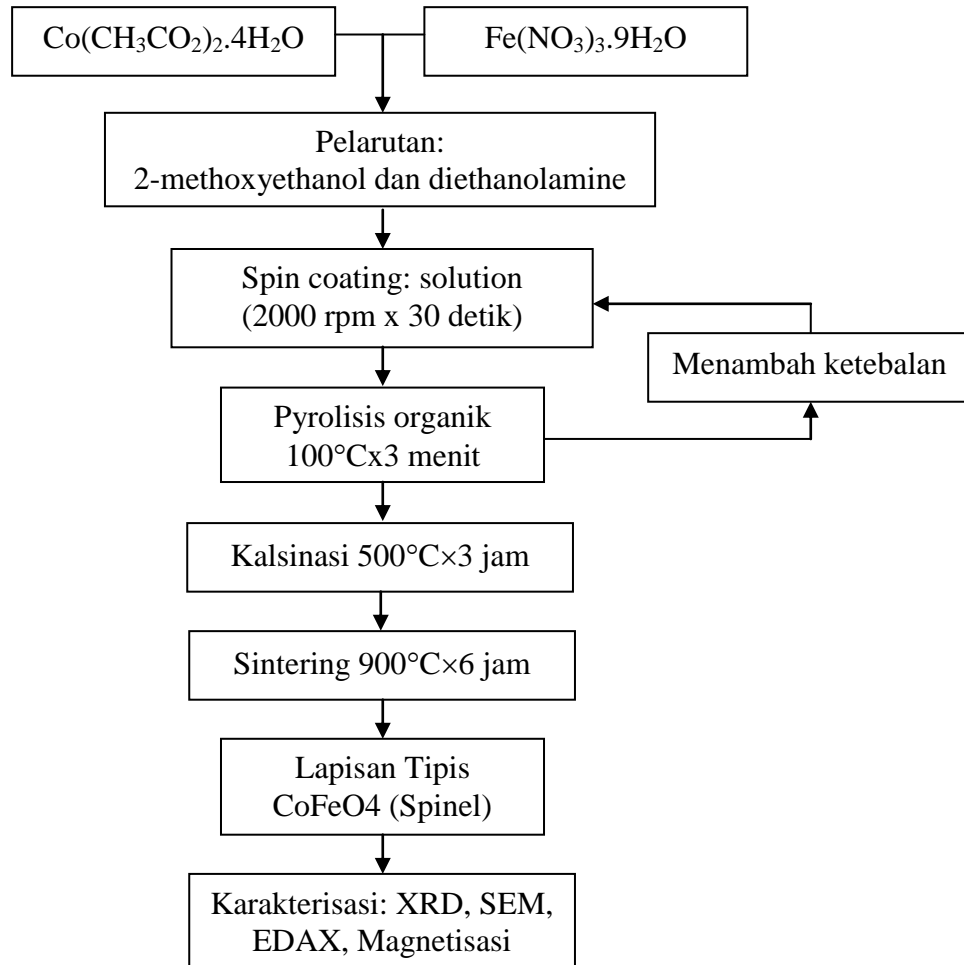 Co(CH₃CO₂)₂.4H₂O
Fe(NO₃)₃.9H₂O
Pelarutan:
2-methoxyethanol dan diethanolamine
Spin coating: solution
(2000 rpm x 30 detik)
Menambah ketebalan
Pyrolisis organik
100°Cx3 menit
Kalsinasi 500°C×3 jam
Sintering 900°C×6 jam
Lapisan Tipis
CoFeO4 (Spinel)
Karakterisasi: XRD, SEM,
EDAX, Magnetisasi